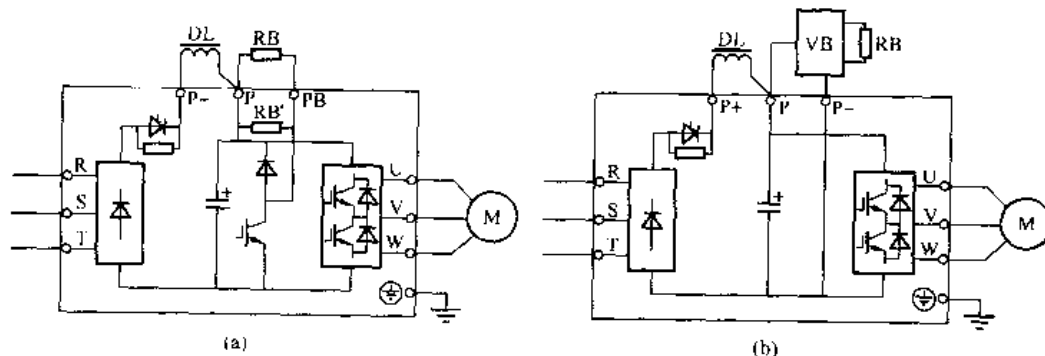 DL
RB
P-
P
PB
RB'
R
S
T
+
U
V
W
M
(a)
DL
VB
RB
P+
P
P-
R
S
T
+
U
V
W
M
(b)